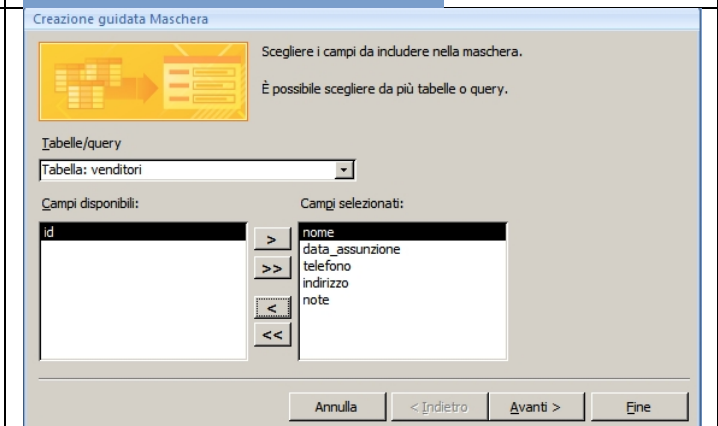 Creazione guidata Maschera
Scegliere i campi da includere nella maschera.
È possibile scegliere da più tabelle o query.
Tabelle/query
Tabella: venditori
Campi disponibili:
Campi selezionati:
id
nome
data_assunzione
telefono
indirizzo
note
>
>>
<
<<
Annulla
< Indietro
Avanti >
Fine